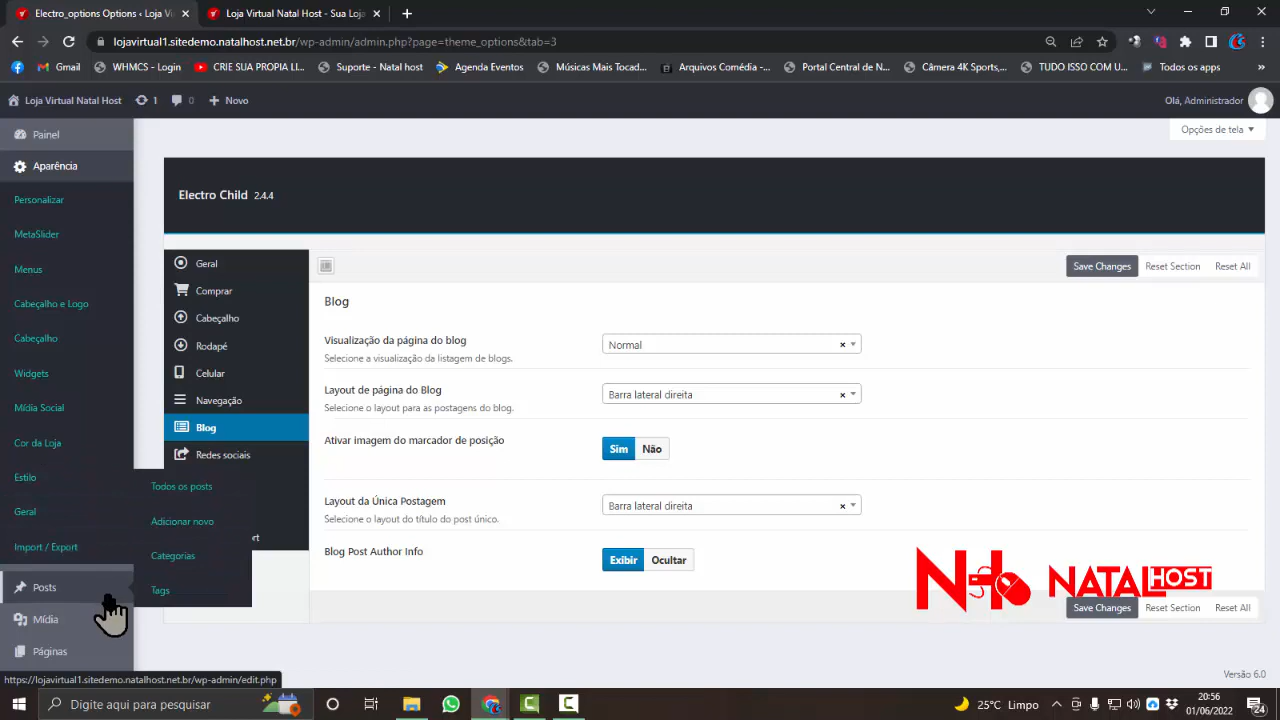 Electro_options Options ‹ Loja Vi
Loja Virtual Natal Host - Sua Loja
lojavirtual1.sitedemo.natalhost.net.br/wp-admin/admin.php?page=theme_options&tab=3
Gmail
WHMCS - Login
CRIE SUA PROPIA LI...
Suporte - Natal host
Agenda Eventos
Músicas Mais Tocad...
Arquivos Comédia -...
Portal Central de N...
Câmera 4K Sports,...
TUDO ISSO COM U...
Todos os apps
»
Loja Virtual Natal Host
1
0
Novo
Olá, Administrador
Painel
Opções de tela
Aparência
Personalizar
MetaSlider
Menus
Cabeçalho e Logo
Cabeçalho
Widgets
Mídia Social
Cor da Loja
Estilo
Geral
Import / Export
Posts
Mídia
Páginas
Todos os posts
Adicionar novo
Categorias
Tags
Electro Child 2.4.4
Geral
Comprar
Cabeçalho
Rodapé
Celular
Navegação
Blog
Redes sociais
rt
Save Changes
Reset Section
Reset All
Blog
Visualização da página do blog
Selecione a visualização da listagem de blogs.
Normal
Layout de página do Blog
Selecione o layout para as postagens do blog.
Barra lateral direita
Ativar imagem do marcador de posição
Sim
Não
Layout da Única Postagem
Selecione o layout do título do post único.
Barra lateral direita
Blog Post Author Info
Exibir
Ocultar
NH
NATALHOST
Save Changes
Reset Section
Reset All
Versão 6.0
https://lojavirtual1.sitedemo.natalhost.net.br/wp-admin/edit.php
Digite aqui para pesquisar
25°C Limpo
20:56
01/06/2022
24